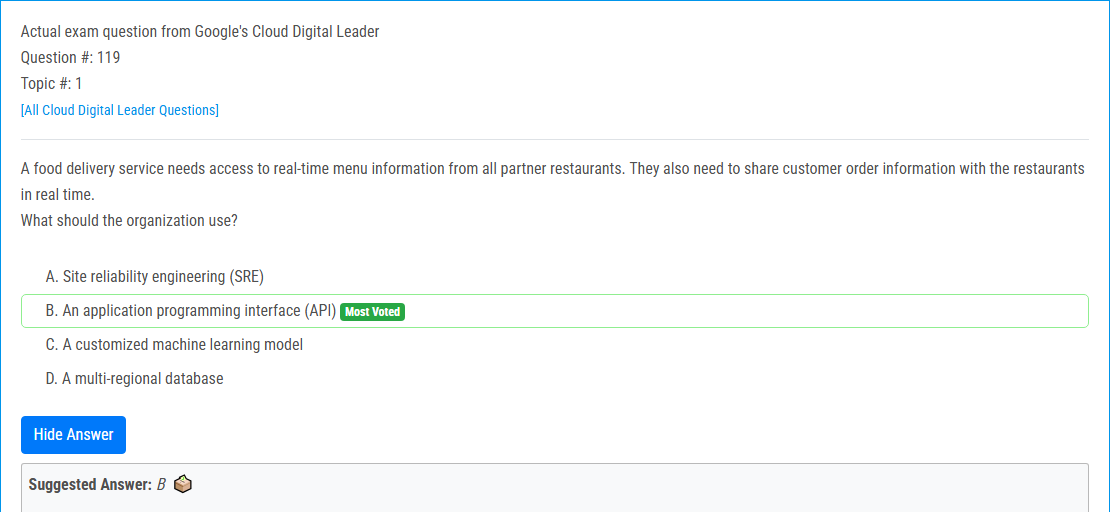 Actual exam question from Google's Cloud Digital Leader
Question #: 119
Topic #: 1
[All Cloud Digital Leader Questions]
A food delivery service needs access to real-time menu information from all partner restaurants. They also need to share customer order information with the restaurants
in real time.
What should the organization use?
A. Site reliability engineering (SRE)
B. An application programming interface (API) Most Voted
C. A customized machine learning model
D. A multi-regional database
Hide Answer
Suggested Answer: B